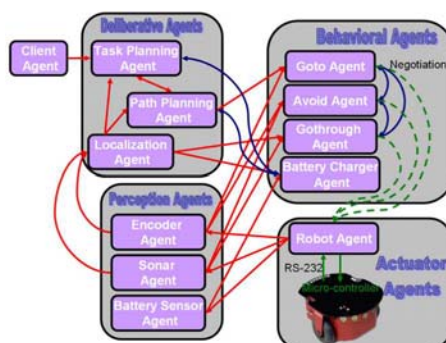 Deliberative Agents
Client
Agent
Task Planning
Agent
Path Planning
Agent
Localization
Agent
Behavioral Agents
Goto Agent
Negotiation
Avoid Agent
Gothrough
Agent
Battery Charger
Agent
Perception Agents
Encoder
Agent
Sonar
Agent
Battery Sensor
Agent
Robot Agent
RS-232
Actuator
Agents
Micro-controller